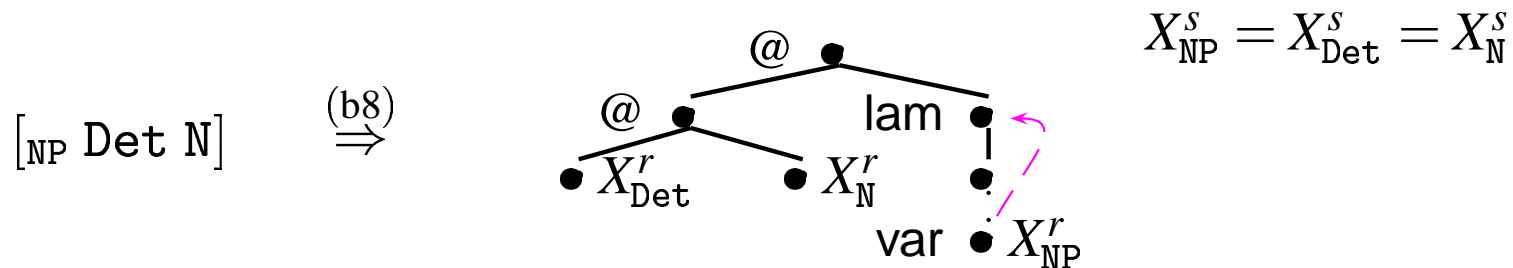 @ X^s_NP = X^s_Det = X^s_N
[NP Det N] (b8) ⇒ @ lam
X^r_Det X^r_N
var X^r_NP